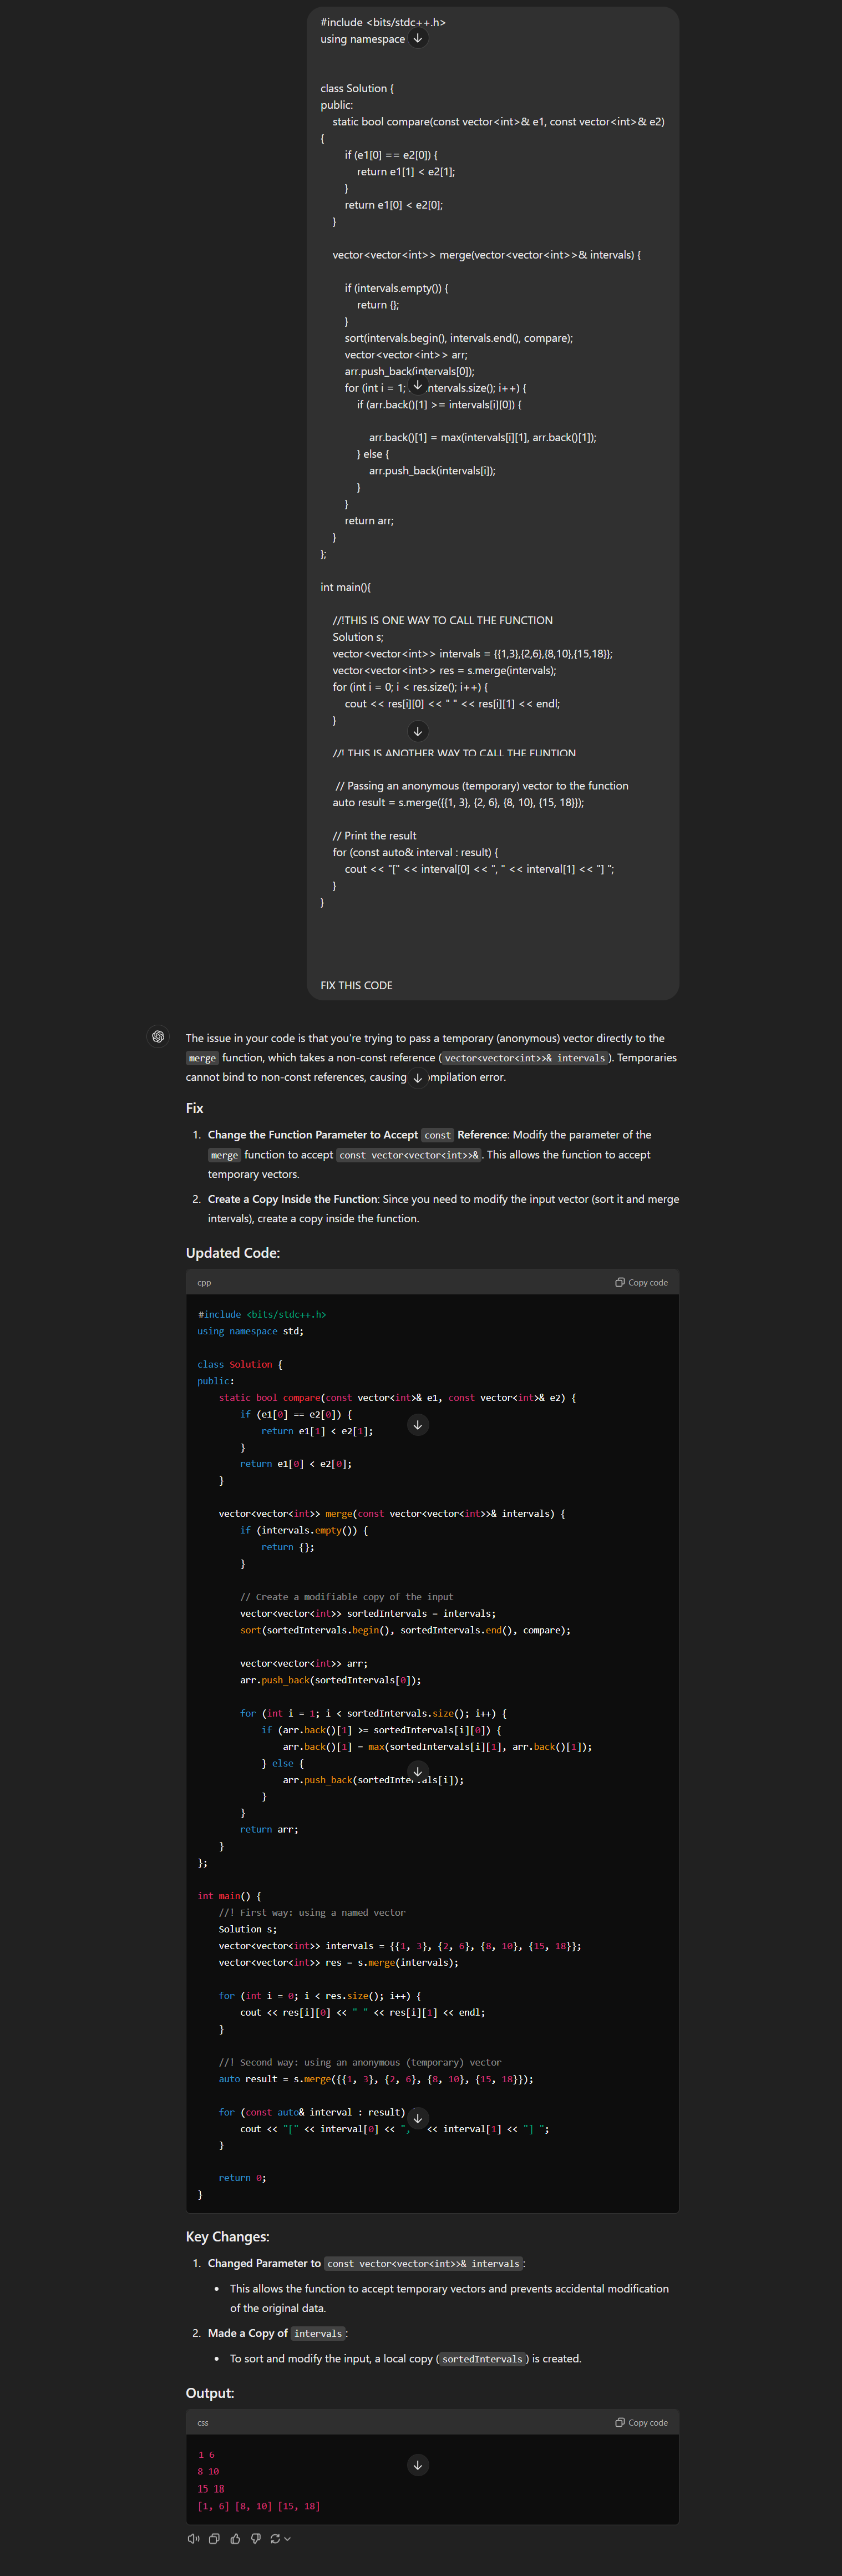 #include <bits/stdc++.h>
using namespace
class Solution {
public:
static bool compare(const vector<int>& e1, const vector<int>& e2)
{
if (e1[0] == e2[0]) {
return e1[1] < e2[1];
}
return e1[0] < e2[0];
}
vector<vector<int>> merge(vector<vector<int>>& intervals) {
if (intervals.empty()) {
return {};
}
sort(intervals.begin(), intervals.end(), compare);
vector<vector<int>> arr;
arr.push_back(intervals[0]);
for (int i = 1; intervals.size(); i++) {
if (arr.back()[1] >= intervals[i][0]) {
arr.back()[1] = max(intervals[i][1], arr.back()[1]);
} else {
arr.push_back(intervals[i]);
}
}
return arr;
}
};
int main(){
//!THIS IS ONE WAY TO CALL THE FUNCTION
Solution s;
vector<vector<int>> intervals = {{1,3},{2,6},{8,10},{15,18}};
vector<vector<int>> res = s.merge(intervals);
for (int i = 0; i < res.size(); i++) {
cout << res[i][0] << " " << res[i][1] << endl;
}
//! THIS IS ANOTHER WAY TO CALL THE FUNTION
// Passing an anonymous (temporary) vector to the function
auto result = s.merge({{1, 3}, {2, 6}, {8, 10}, {15, 18}});
// Print the result
for (const auto& interval : result) {
cout << "[" << interval[0] << ", " << interval[1] << "] ";
}
}
FIX THIS CODE
The issue in your code is that you're trying to pass a temporary (anonymous) vector directly to the
merge function, which takes a non-const reference (vector<vector<int>>& intervals). Temporaries
cannot bind to non-const references, causing compilation error.
Fix
1. Change the Function Parameter to Accept const Reference: Modify the parameter of the
merge function to accept const vector<vector<int>>&. This allows the function to accept
temporary vectors.
2. Create a Copy Inside the Function: Since you need to modify the input vector (sort it and merge
intervals), create a copy inside the function.
Updated Code:
cpp Copy code
#include <bits/stdc++.h>
using namespace std;
class Solution {
public:
static bool compare(const vector<int>& e1, const vector<int>& e2) {
if (e1[0] == e2[0]) {
return e1[1] < e2[1];
}
return e1[0] < e2[0];
}
vector<vector<int>> merge(const vector<vector<int>>& intervals) {
if (intervals.empty()) {
return {};
}
// Create a modifiable copy of the input
vector<vector<int>> sortedIntervals = intervals;
sort(sortedIntervals.begin(), sortedIntervals.end(), compare);
vector<vector<int>> arr;
arr.push_back(sortedIntervals[0]);
for (int i = 1; i < sortedIntervals.size(); i++) {
if (arr.back()[1] >= sortedIntervals[i][0]) {
arr.back()[1] = max(sortedIntervals[i][1], arr.back()[1]);
} else {
arr.push_back(sortedIntervals[i]);
}
}
return arr;
}
};
int main() {
//! First way: using a named vector
Solution s;
vector<vector<int>> intervals = {{1, 3}, {2, 6}, {8, 10}, {15, 18}};
vector<vector<int>> res = s.merge(intervals);
for (int i = 0; i < res.size(); i++) {
cout << res[i][0] << " " << res[i][1] << endl;
}
//! Second way: using an anonymous (temporary) vector
auto result = s.merge({{1, 3}, {2, 6}, {8, 10}, {15, 18}});
for (const auto& interval : result)
cout << "[" << interval[0] << ", << interval[1] << "] ";
}
return 0;
}
Key Changes:
1. Changed Parameter to const vector<vector<int>>& intervals:
• This allows the function to accept temporary vectors and prevents accidental modification
of the original data.
2. Made a Copy of intervals:
• To sort and modify the input, a local copy (sortedIntervals) is created.
Output:
css Copy code
1 6
8 10
15 18
[1, 6] [8, 10] [15, 18]